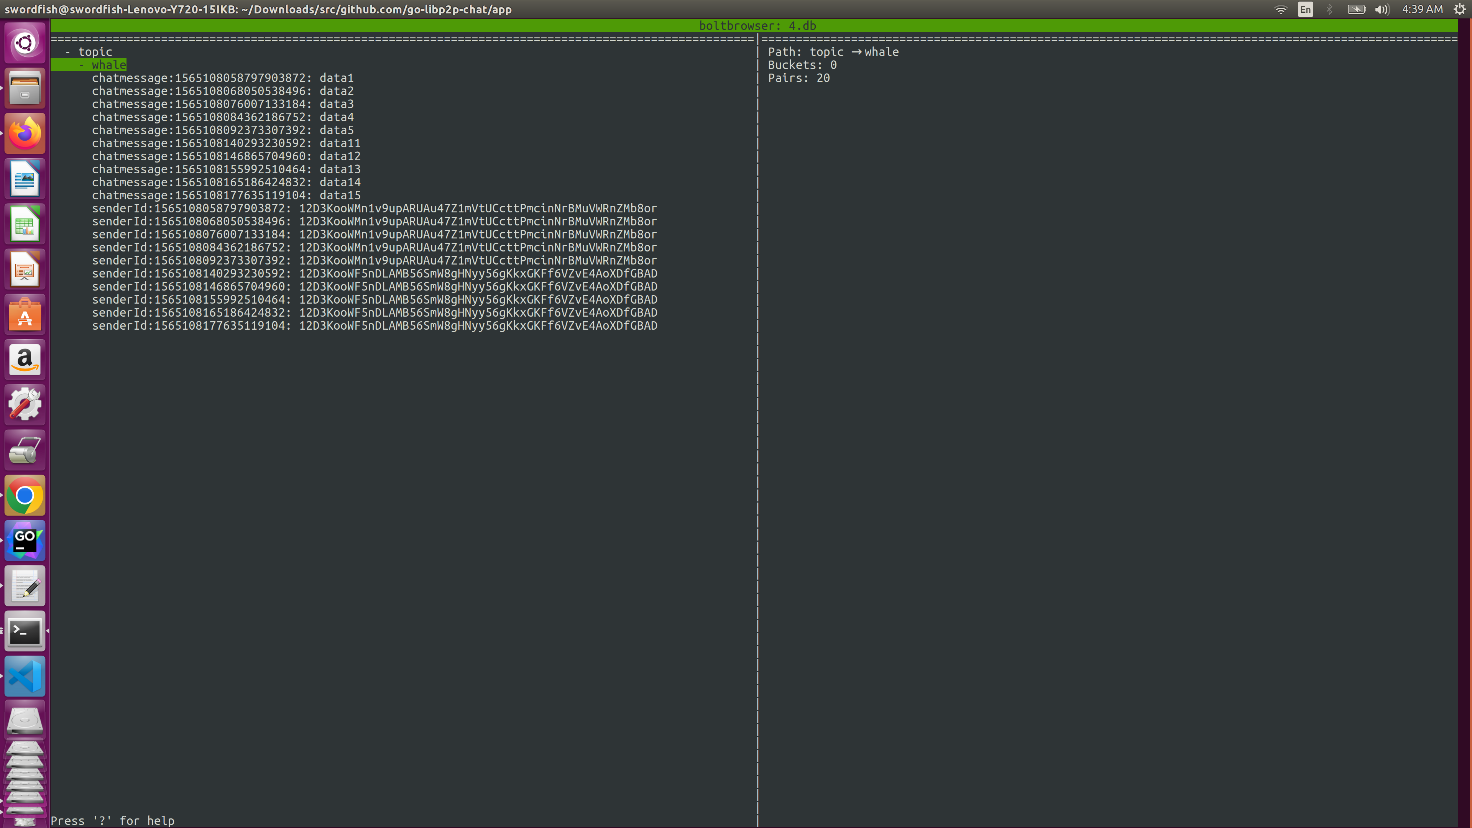 swordfish@swordfish-Lenovo-Y720-15IKB: ~/Downloads/src/github.com/go-libp2p-chat/app
En
4:39 AM
boltbrowser: 4.db
- topic
- whale
chatmessage:1565108058797903872: data1
chatmessage:1565108068050538496: data2
chatmessage:1565108076007133184: data3
chatmessage:1565108084362186752: data4
chatmessage:1565108092373307392: data5
chatmessage:1565108140293230592: data11
chatmessage:1565108146865704960: data12
chatmessage:1565108155992510464: data13
chatmessage:1565108165186424832: data14
chatmessage:1565108177635119104: data15
senderId:1565108058797903872: 12D3KooWMn1v9upARUAu47Z1mVtUCcttPmcinNrBMuVWRnZMb8or
senderId:1565108068050538496: 12D3KooWMn1v9upARUAu47Z1mVtUCcttPmcinNrBMuVWRnZMb8or
senderId:1565108076007133184: 12D3KooWMn1v9upARUAu47Z1mVtUCcttPmcinNrBMuVWRnZMb8or
senderId:1565108084362186752: 12D3KooWMn1v9upARUAu47Z1mVtUCcttPmcinNrBMuVWRnZMb8or
senderId:1565108092373307392: 12D3KooWMn1v9upARUAu47Z1mVtUCcttPmcinNrBMuVWRnZMb8or
senderId:1565108140293230592: 12D3KooWF5nDLAMB56SmW8gHNyy56gKkxGKFf6VZvE4AoXDfGBAD
senderId:1565108146865704960: 12D3KooWF5nDLAMB56SmW8gHNyy56gKkxGKFf6VZvE4AoXDfGBAD
senderId:1565108155992510464: 12D3KooWF5nDLAMB56SmW8gHNyy56gKkxGKFf6VZvE4AoXDfGBAD
senderId:1565108165186424832: 12D3KooWF5nDLAMB56SmW8gHNyy56gKkxGKFf6VZvE4AoXDfGBAD
senderId:1565108177635119104: 12D3KooWF5nDLAMB56SmW8gHNyy56gKkxGKFf6VZvE4AoXDfGBAD
Path: topic →whale
Buckets: 0
Pairs: 20
GO
Press '?' for help